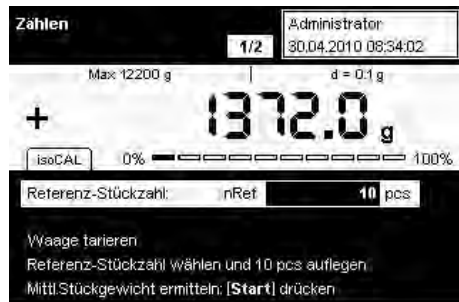 Zählen
Administrator
1/2
30.04.2010 08:34:02
Max 12200 g
d = 0.1 g
+ 1372.0 g
isoCAL
0%
100%
Referenz-Stückzahl: nRef 10 pcs
Waage tarieren
Referenz-Stückzahl wählen und 10 pcs auflegen
Mittl.Stückgewicht ermitteln: [Start] drücken